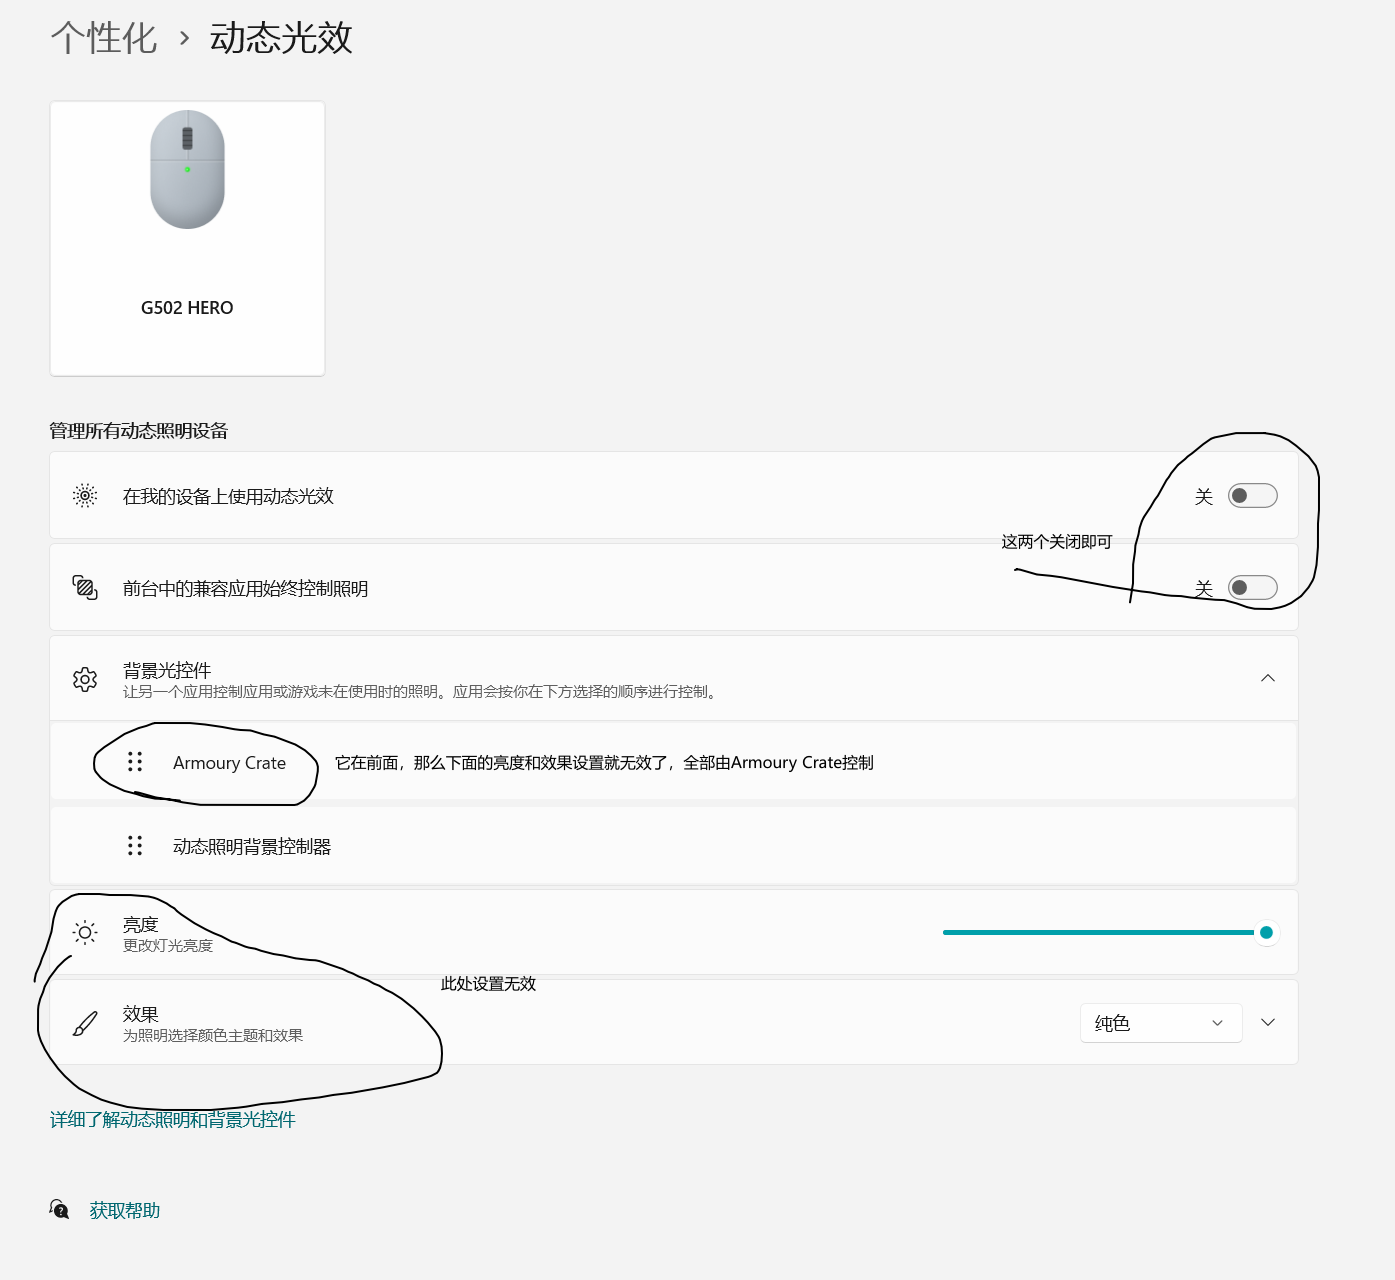 个性化 › 动态光效
G502 HERO
管理所有动态照明设备
在我的设备上使用动态光效
关
这两个关闭即可
前台中的兼容应用始终控制照明
关
背景光控件
让另一个应用控制应用或游戏未在使用时的照明。应用会按你在下方选择的顺序进行控制。
Armoury Crate
它在前面，那么下面的亮度和效果设置就无效了，全部由Armoury Crate控制
动态照明背景控制器
亮度
更改灯光亮度
此处设置无效
效果
为照明选择颜色主题和效果
纯色
详细了解动态照明和背景光控件
获取帮助